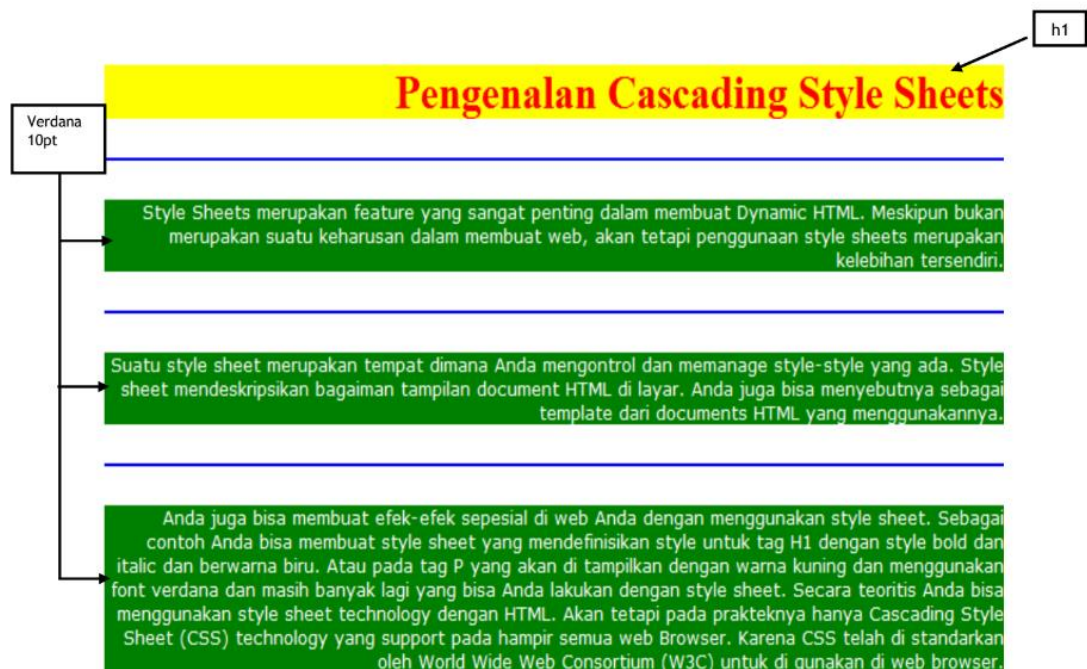 h1
Pengenalan Cascading Style Sheets
Verdana
10pt
Style Sheets merupakan feature yang sangat penting dalam membuat Dynamic HTML. Meskipun bukan
merupakan suatu keharusan dalam membuat web, akan tetapi penggunaan style sheets merupakan
kelebihan tersendiri.
Suatu style sheet merupakan tempat dimana Anda mengontrol dan memanage style-style yang ada. Style
sheet mendeskripsikan bagaiman tampilan document HTML di layar. Anda juga bisa menyebutnya sebagai
template dari documents HTML yang menggunakannya.
Anda juga bisa membuat efek-efek sepesial di web Anda dengan menggunakan style sheet. Sebagai
contoh Anda bisa membuat style sheet yang mendefinisikan style untuk tag H1 dengan style bold dan
italic dan berwarna biru. Atau pada tag P yang akan di tampilkan dengan warna kuning dan menggunakan
font verdana dan masih banyak lagi yang bisa Anda lakukan dengan style sheet. Secara teoritis Anda bisa
menggunakan style sheet technology dengan HTML. Akan tetapi pada prakteknya hanya Cascading Style
Sheet (CSS) technology yang support pada hampir semua web Browser. Karena CSS telah di standarkan
oleh World Wide Web Consortium (W3C) untuk di gunakan di web browser.